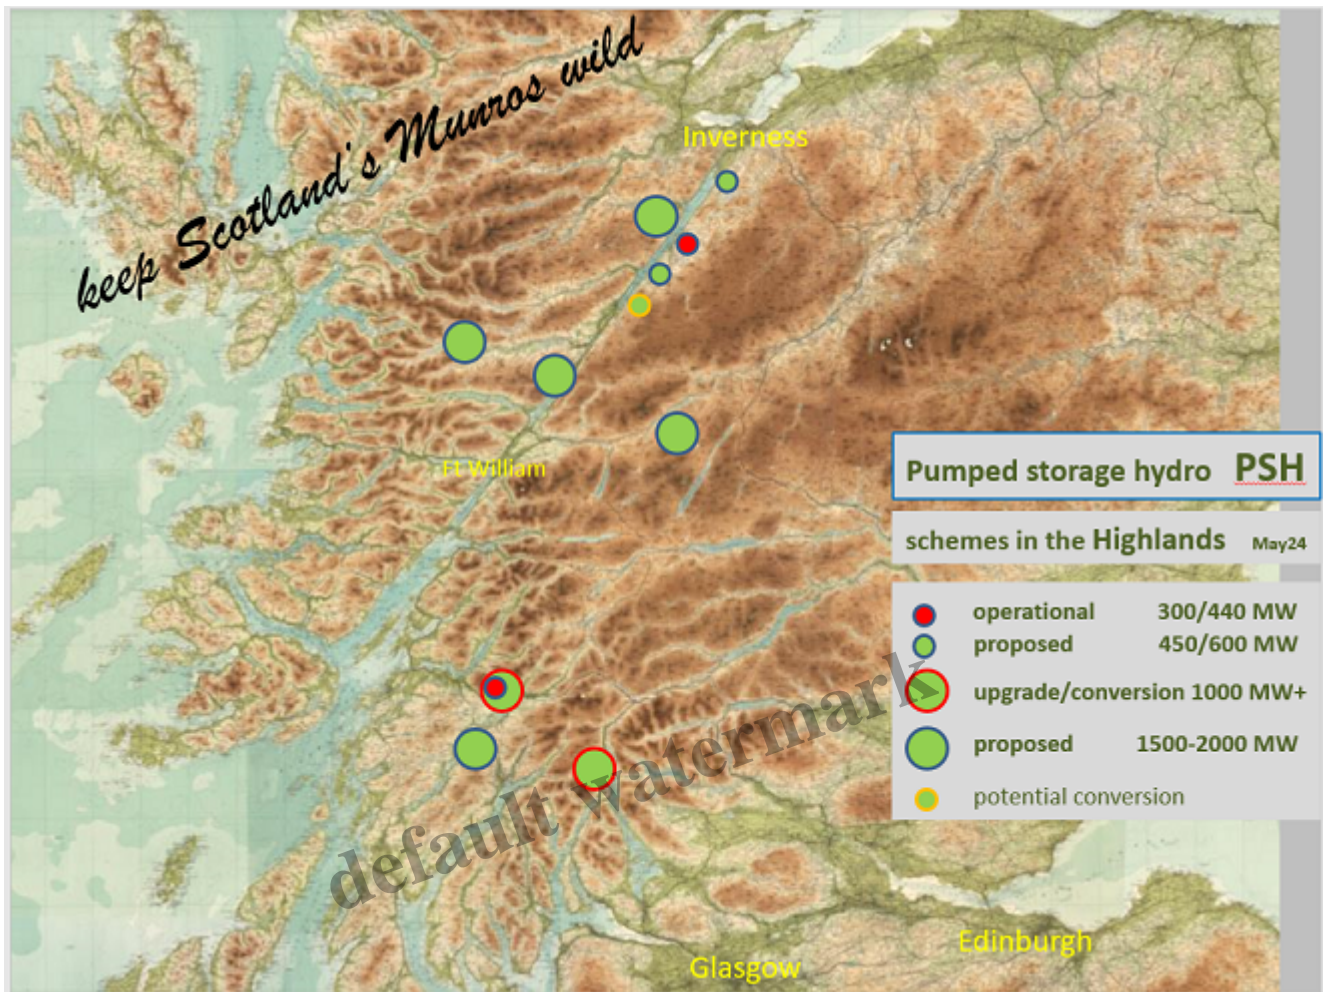 keep Scotland's Munros wild
Inverness
Ft William
Pumped storage hydro PSH
schemes in the Highlands May24
operational 300/440 MW
proposed 450/600 MW
upgrade/conversion 1000 MW+
proposed 1500-2000 MW
potential conversion
default watermark
Edinburgh
Glasgow